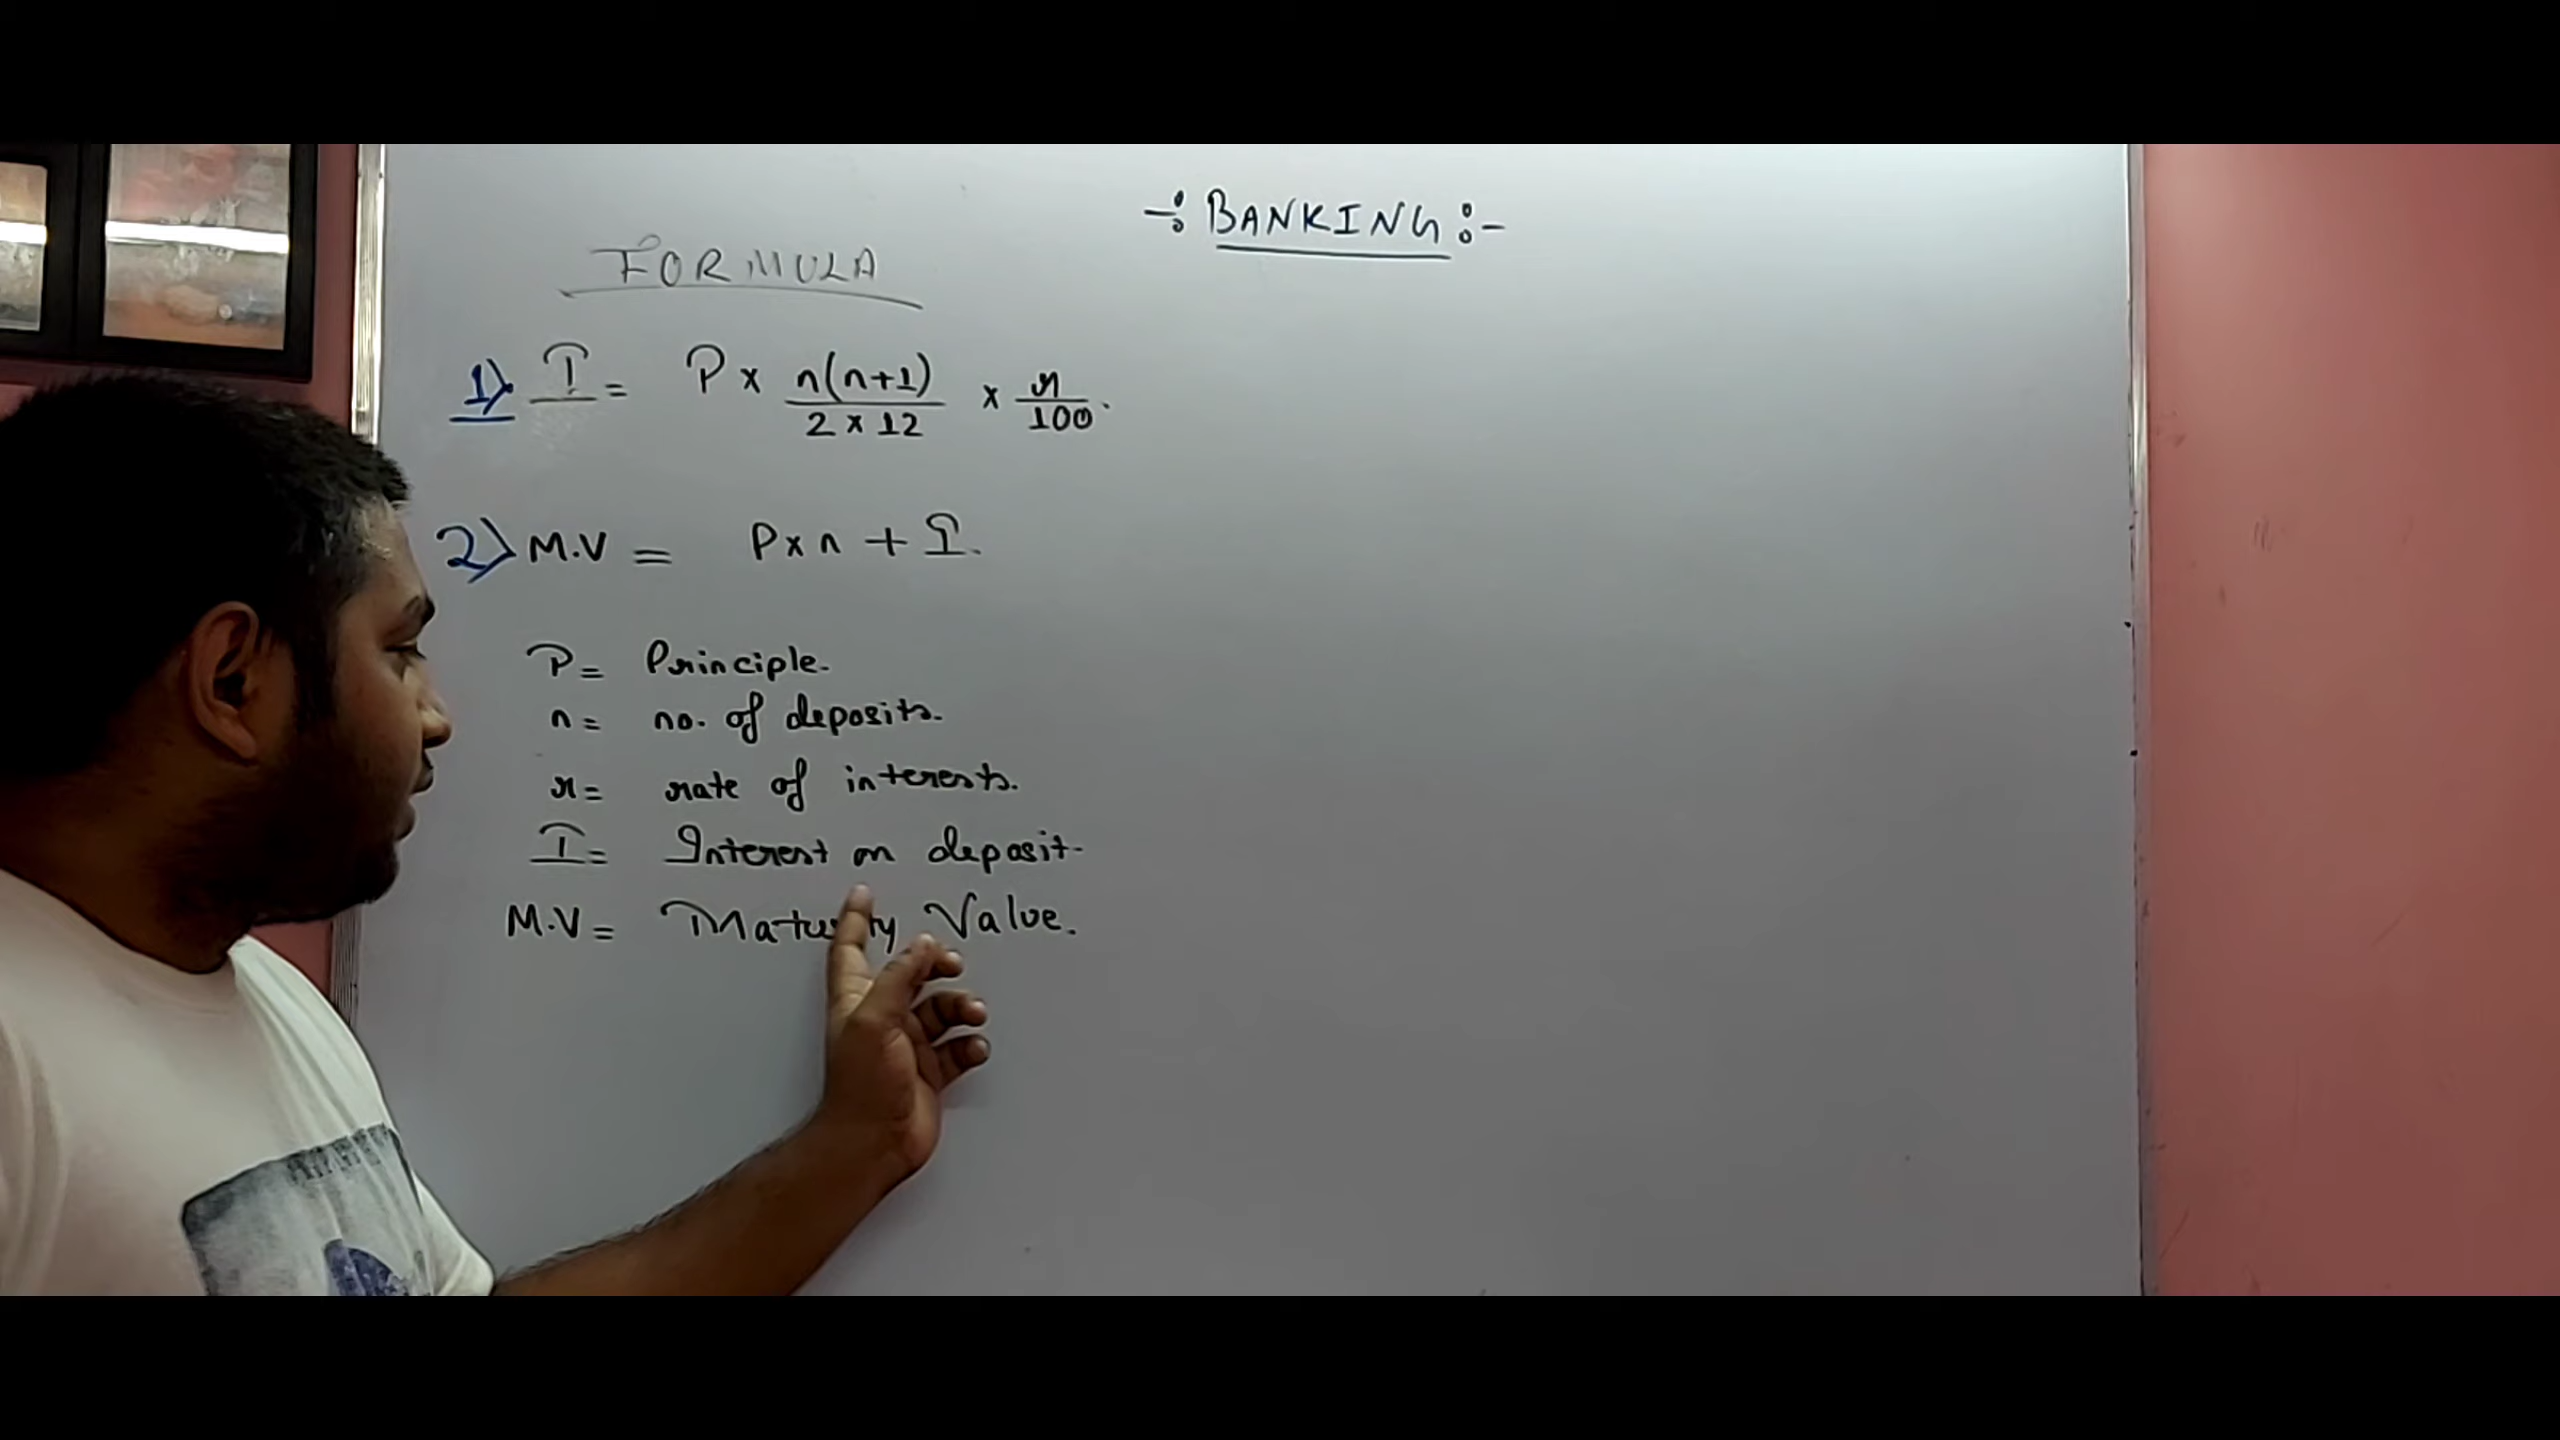 -: BANKING :-
FORMULA
1) I = P x n(n+1) / 2 x 12 x r / 100.
2) M.V = P x n + I.
P = Principle.
n = no. of deposits.
r = rate of interests.
I = Interest on deposit.
M.V = Maturity Value.